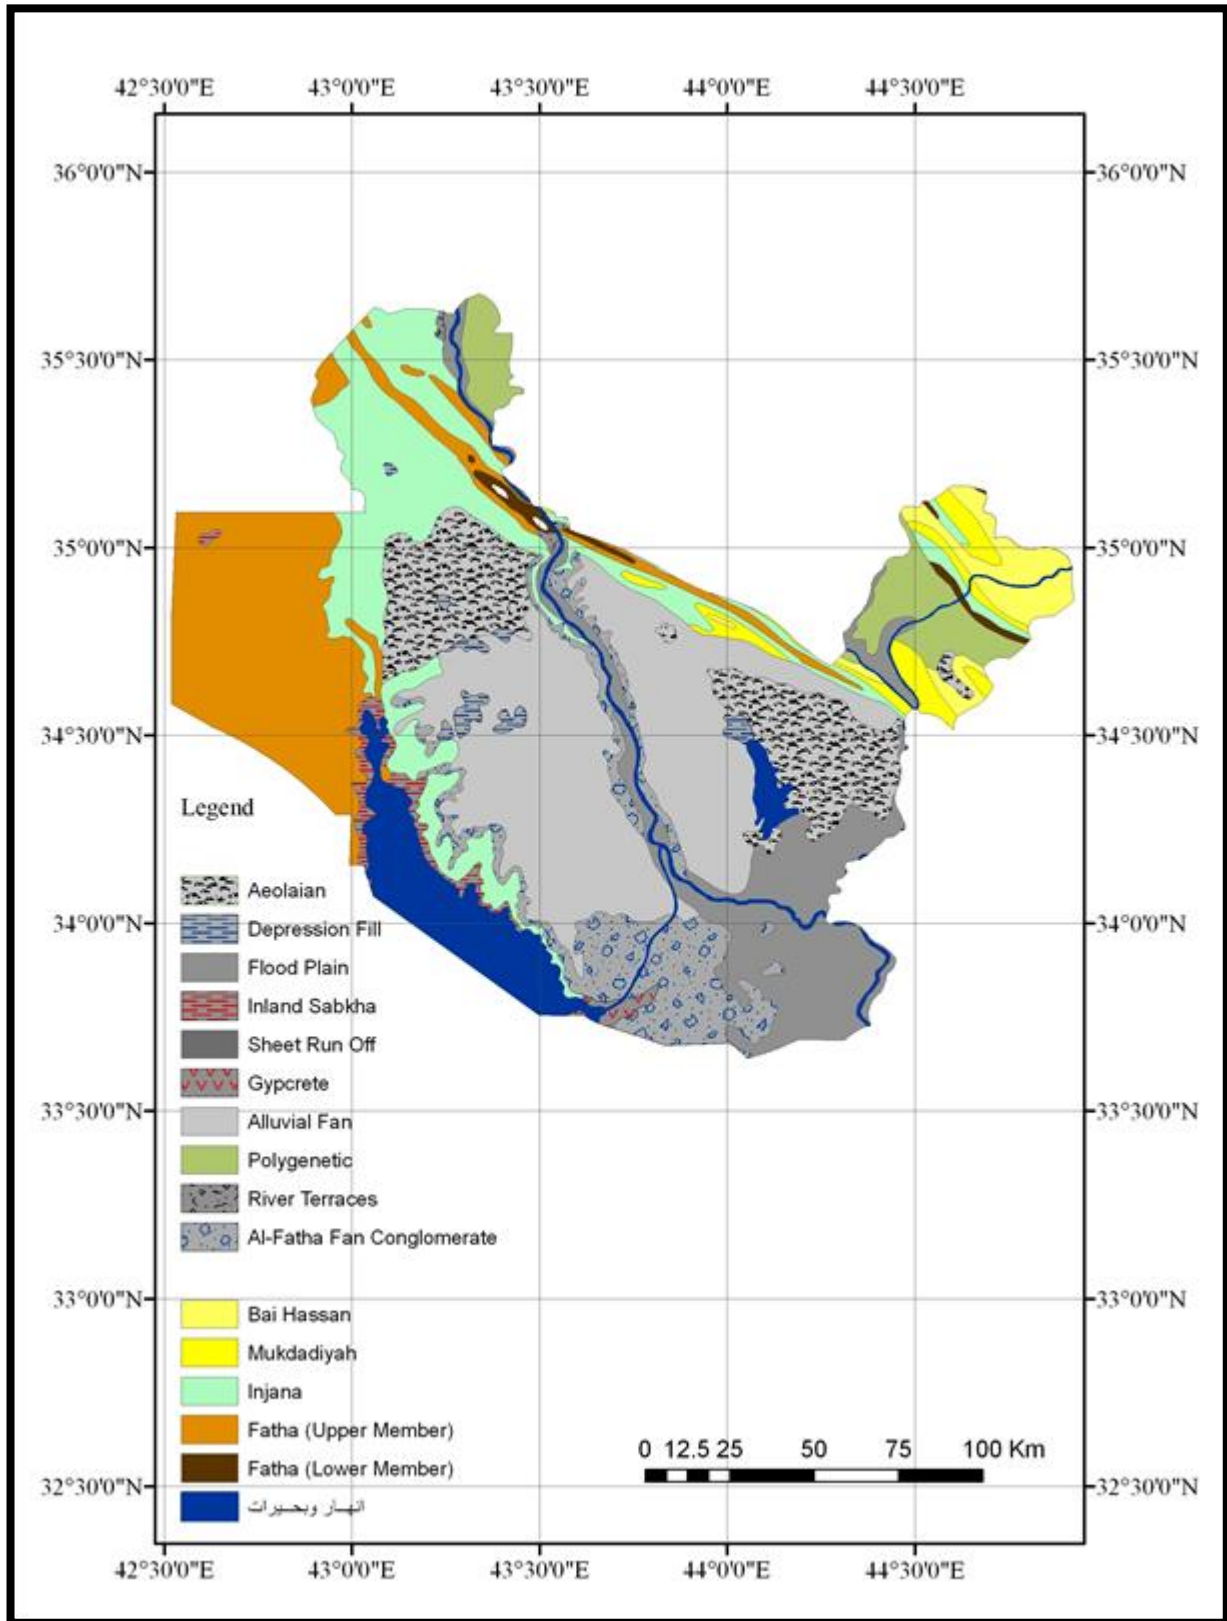 42°30'0"E 43°0'0"E 43°30'0"E 44°0'0"E 44°30'0"E
36°0'0"N 36°0'0"N
35°30'0"N 35°30'0"N
35°0'0"N 35°0'0"N
34°30'0"N 34°30'0"N
Legend
Aeolaian
34°0'0"N 34°0'0"N
Depression Fill
Flood Plain
Inland Sabkha
Sheet Run Off
Gypcrete
33°30'0"N 33°30'0"N
Alluvial Fan
Polygenetic
River Terraces
Al-Fatha Fan Conglomerate
33°0'0"N 33°0'0"N
Bai Hassan
Mukdadiyah
Injana
Fatha (Upper Member)
0 12.5 25 50 75 100 Km
Fatha (Lower Member)
32°30'0"N 32°30'0"N
انهــار وبحــيرات
42°30'0"E 43°0'0"E 43°30'0"E 44°0'0"E 44°30'0"E